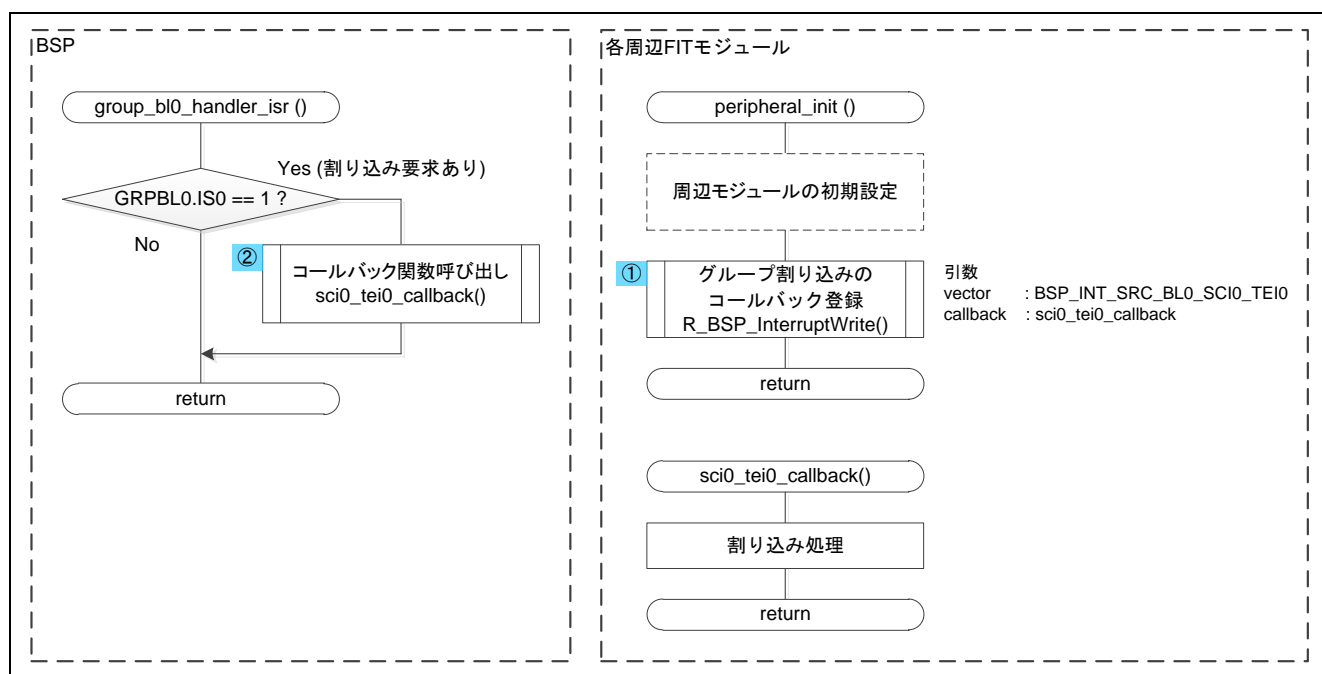 BSP
group_bl0_handler_isr ()
Yes (割り込み要求あり)
GRPBL0.IS0 == 1 ?
No
②
コールバック関数呼び出し
sci0_tei0_callback()
return
各周辺FITモジュール
peripheral_init ()
周辺モジュールの初期設定
①
グループ割り込みの
コールバック登録
R_BSP_InterruptWrite()
引数
vector : BSP_INT_SRC_BL0_SCI0_TEI0
callback : sci0_tei0_callback
return
sci0_tei0_callback()
割り込み処理
return